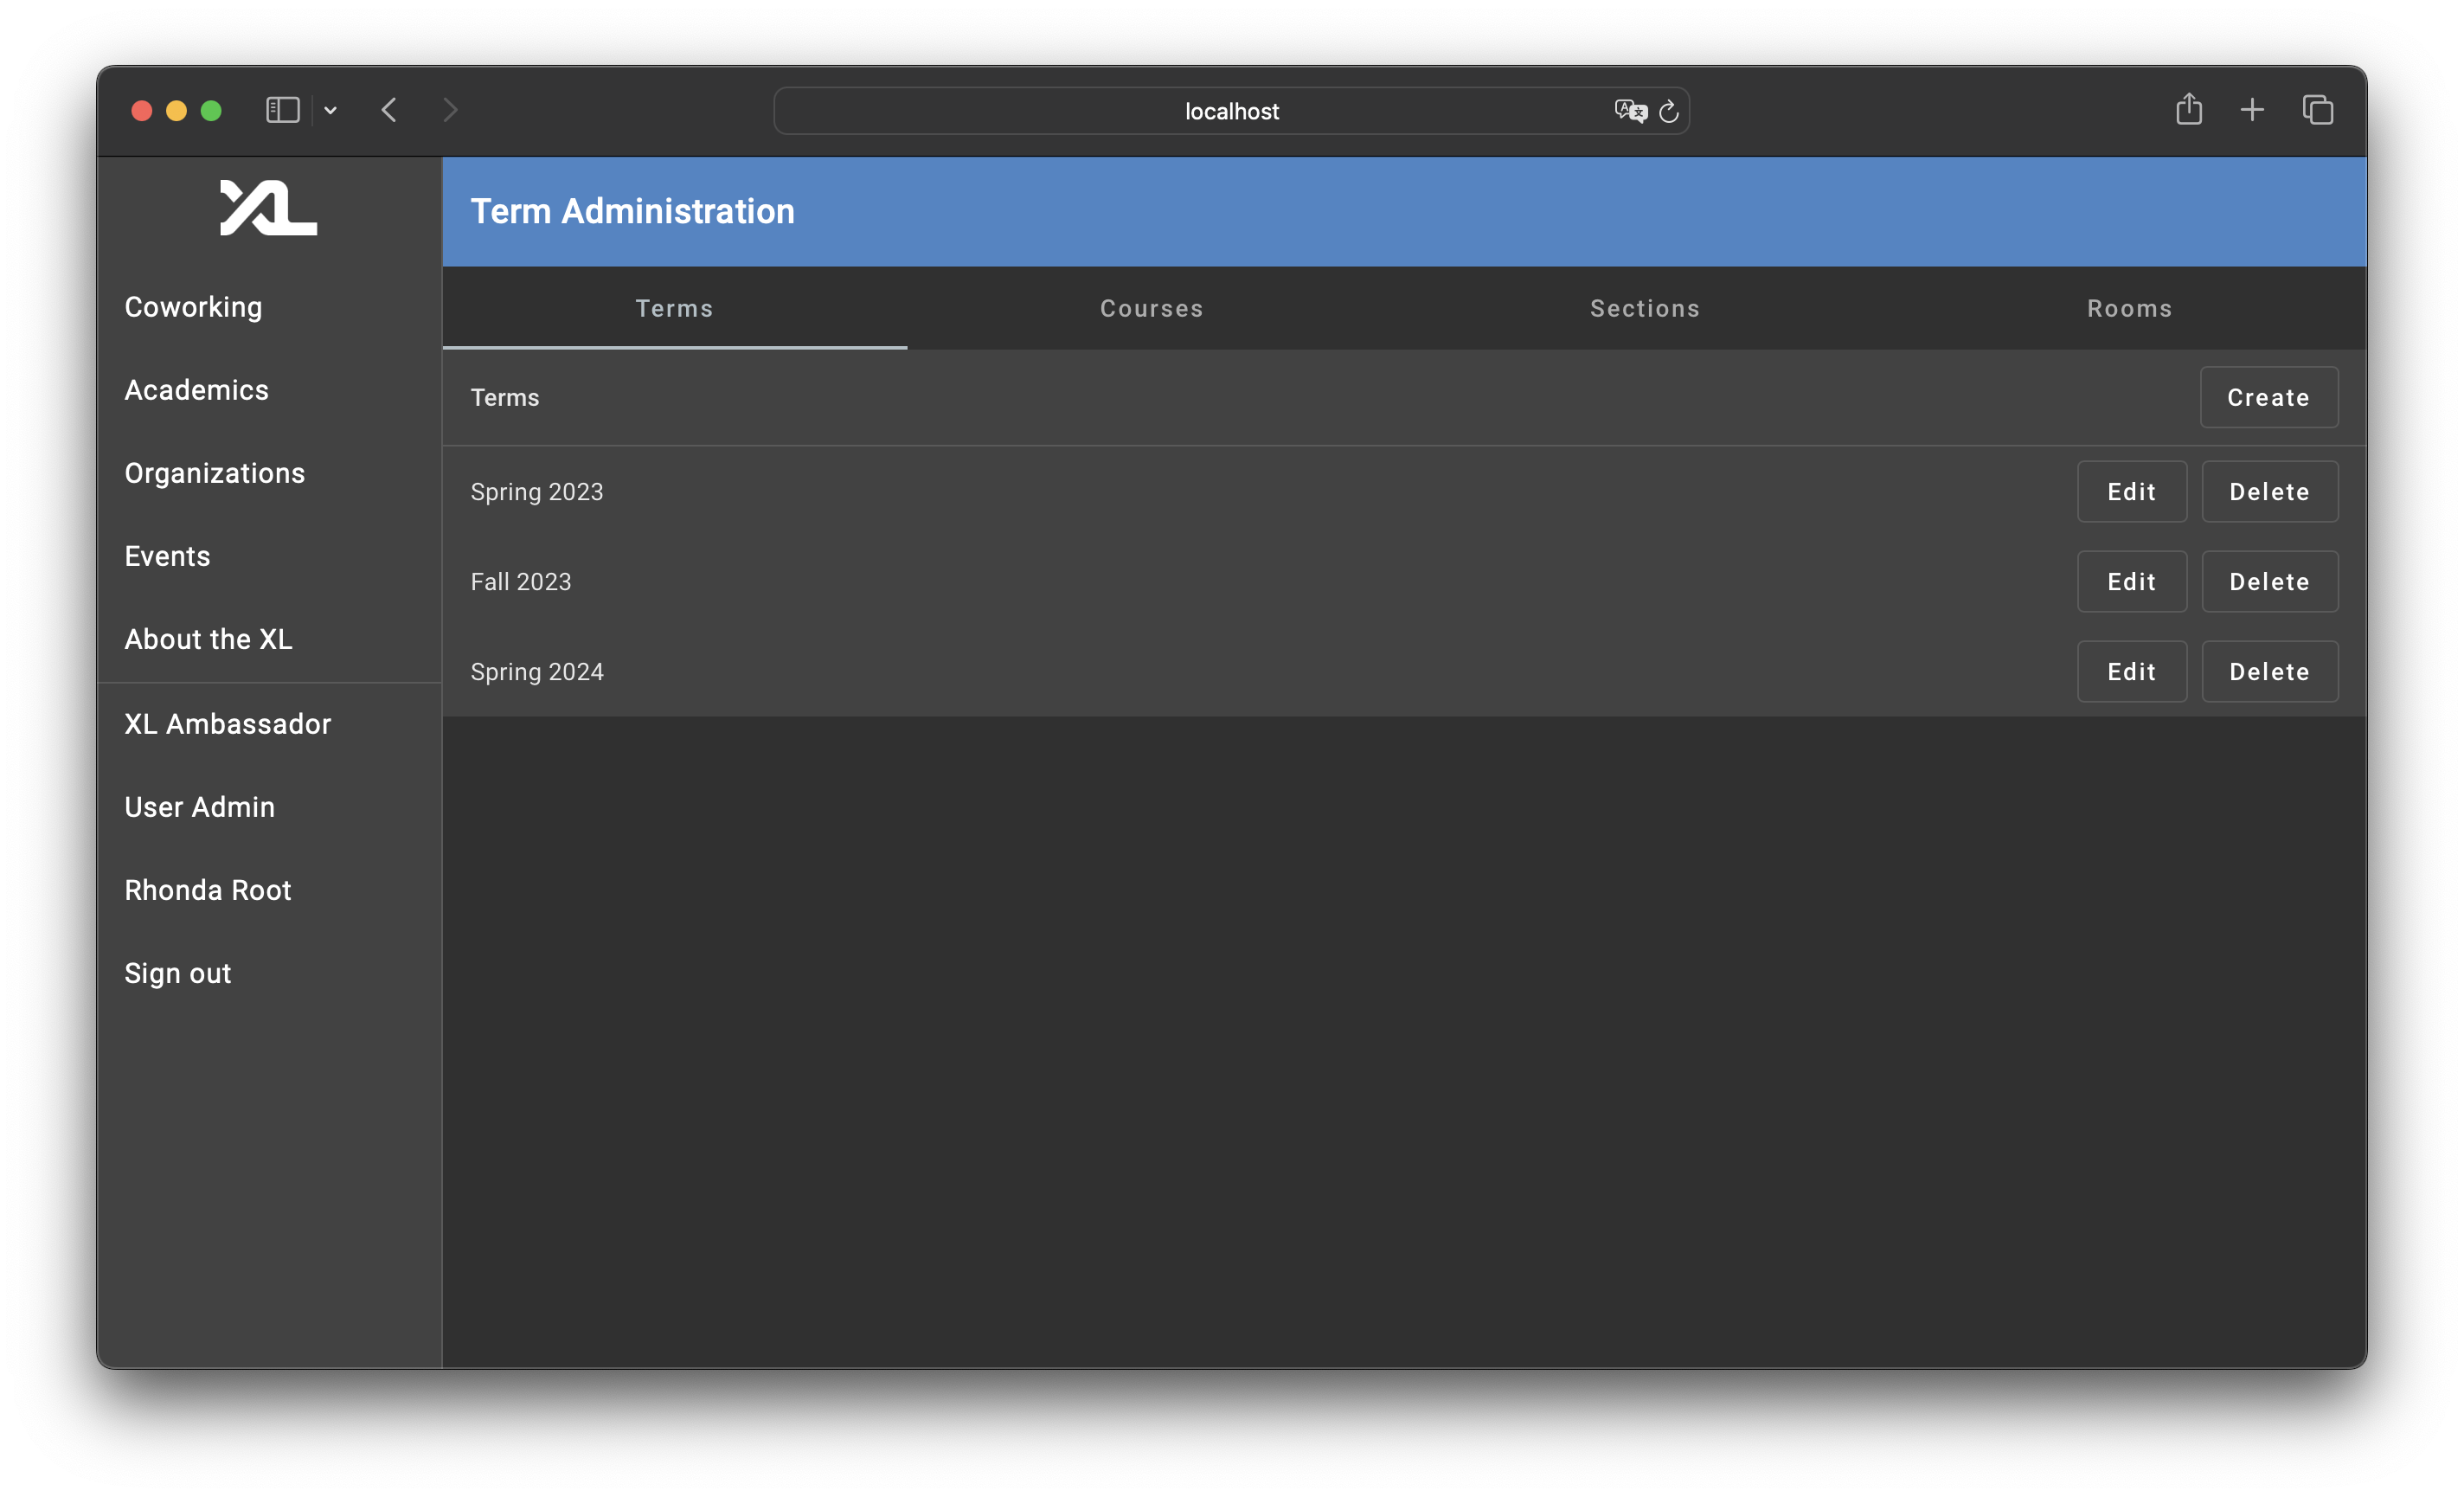 localhost
XL
Coworking
Academics
Organizations
Events
About the XL
XL Ambassador
User Admin
Rhonda Root
Sign out
Term Administration
Terms Courses Sections Rooms
Terms Create
Spring 2023 Edit Delete
Fall 2023 Edit Delete
Spring 2024 Edit Delete